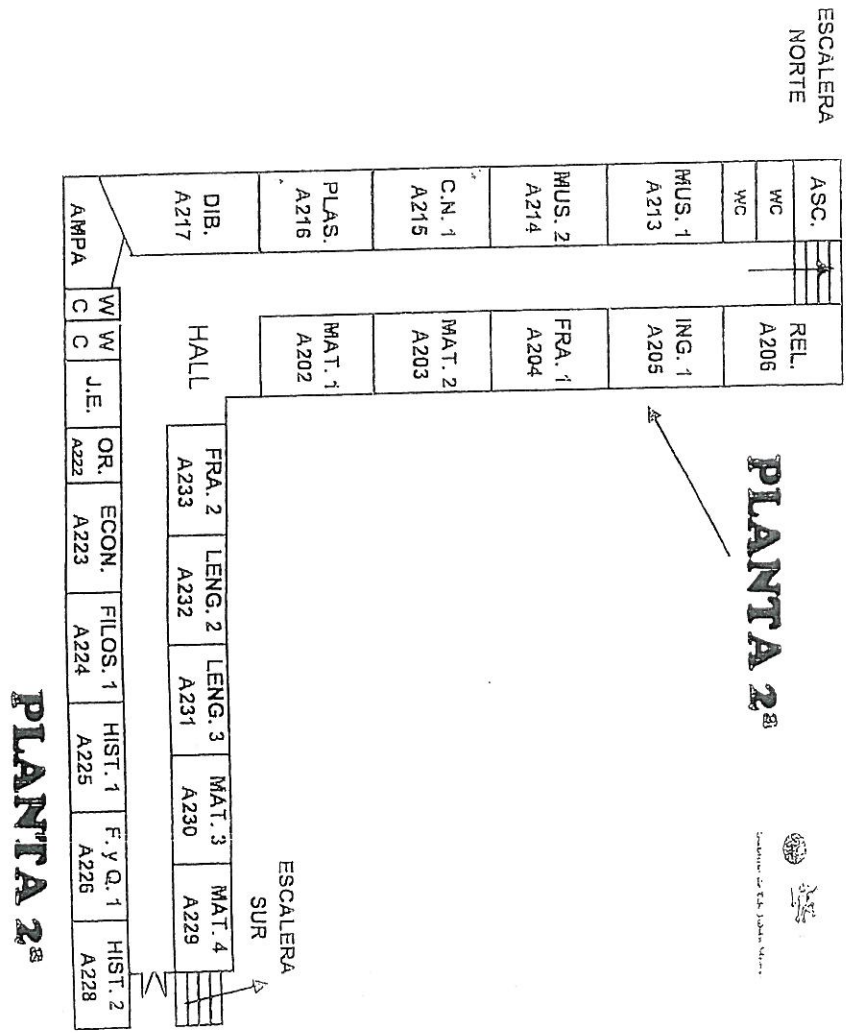 ESCALERA
NORTE
ASC.
WC
WC
MUS. 1
A213
MUS. 2
A214
C.N. 1
A215
PLAS.
A216
DIB.
A217
AMPA
REL.
A206
ING. 1
A205
FRA. 1
A204
MAT. 2
A203
MAT. 1
A202
HALL
PLANTA 2ª
W W
C C
J.E.
OR.
A222
ECON.
A223
FILOS. 1
A224
HIST. 1
A225
F. y Q. 1
A226
HIST. 2
A228
FRA. 2
A233
LENG. 2
A232
LENG. 3
A231
MAT. 3
A230
MAT. 4
A229
ESCALERA
SUR
PLANTA 2ª